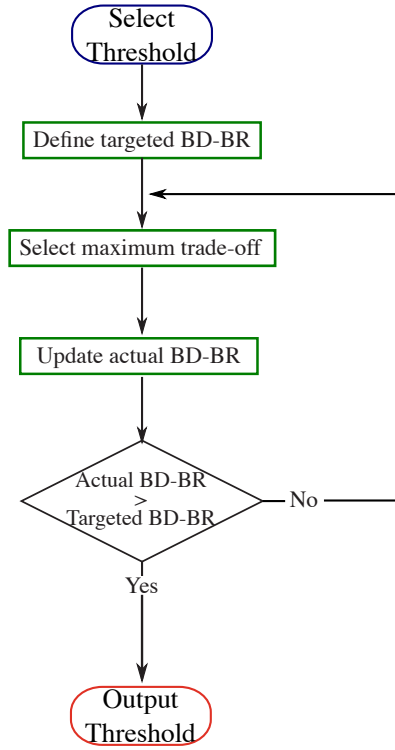 Select
Threshold
Define targeted BD-BR
Select maximum trade-off
Update actual BD-BR
Actual BD-BR
>
Targeted BD-BR
No
Yes
Output
Threshold